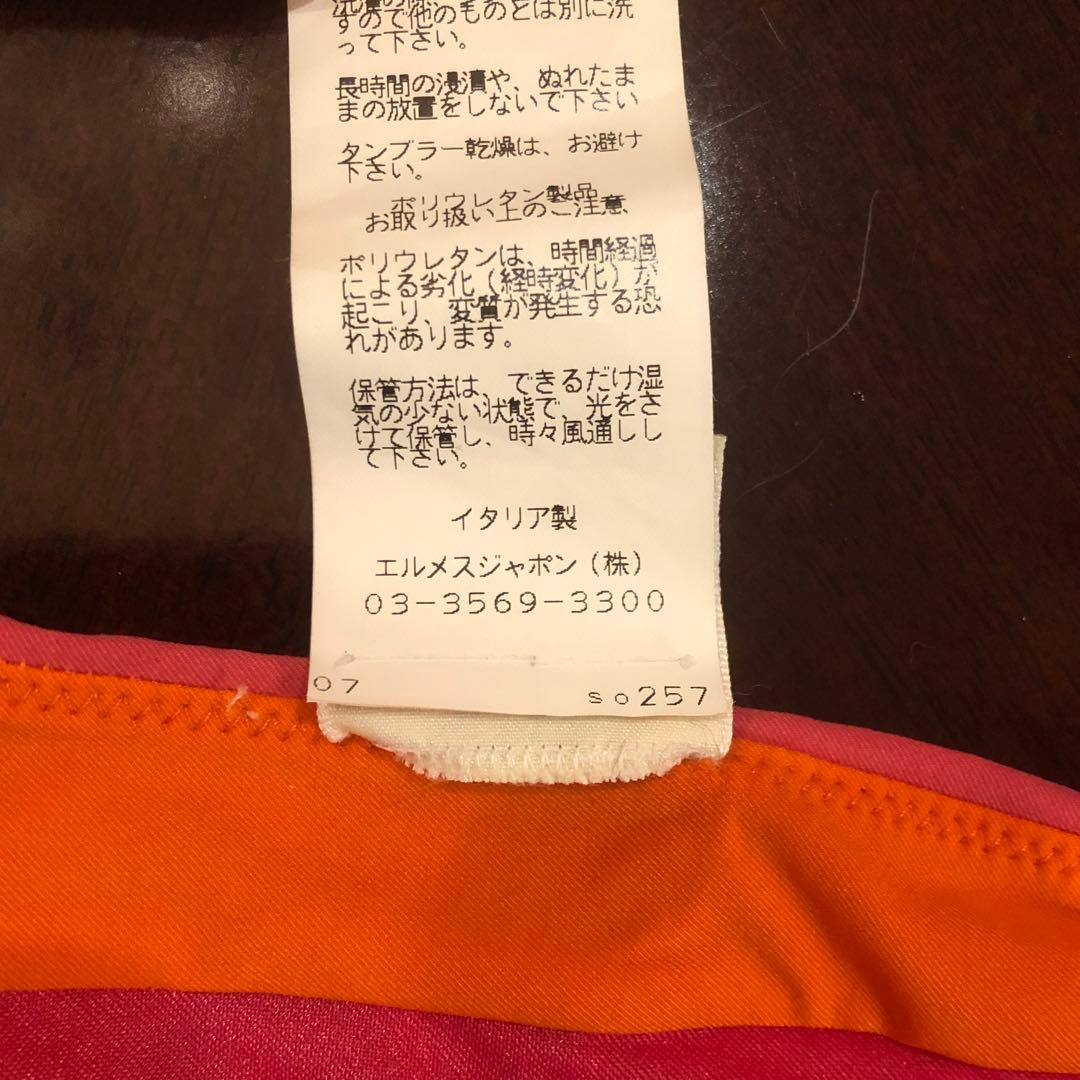 すので他のものとは別に洗
って下さい。
長時間の浸漬や、ぬれたま
まの放置をしないで下さい
タンブラー乾燥は、お避け
下さい。
ポリウレタン製品
お取り扱い上のご注意
ポリウレタンは、時間経過
による劣化（経時変化）が
起こり、変質が発生する恐
れがあります。
保管方法は、できるだけ湿
気の少ない状態で、光をさ
けて保管し、時々風通しし
て下さい。
イタリア製
エルメスジャポン（株）
03-3569-3300
07
so257